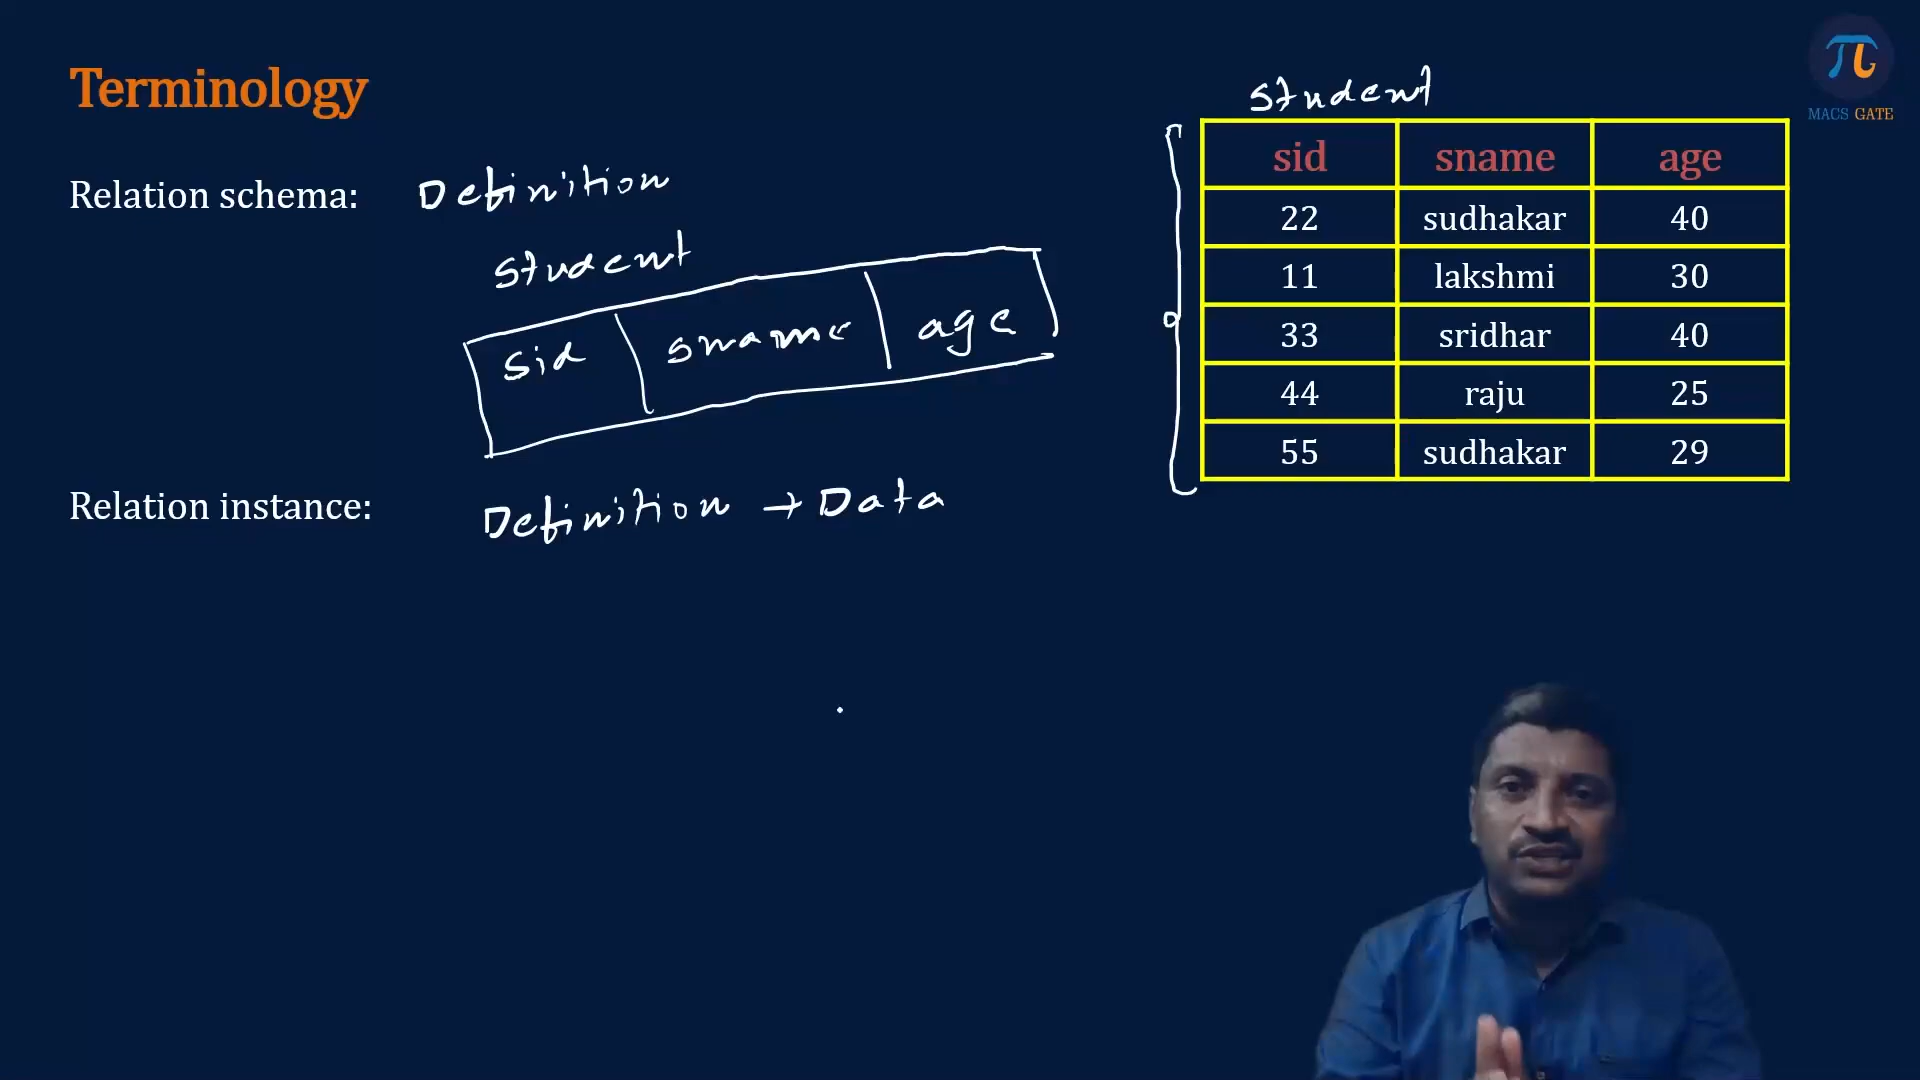 Terminology
Relation schema: Definition
Student
sid sname age
Relation instance: Definition → Data
Student
sid sname age
22 sudhakar 40
11 lakshmi 30
33 sridhar 40
44 raju 25
55 sudhakar 29
MACS GATE